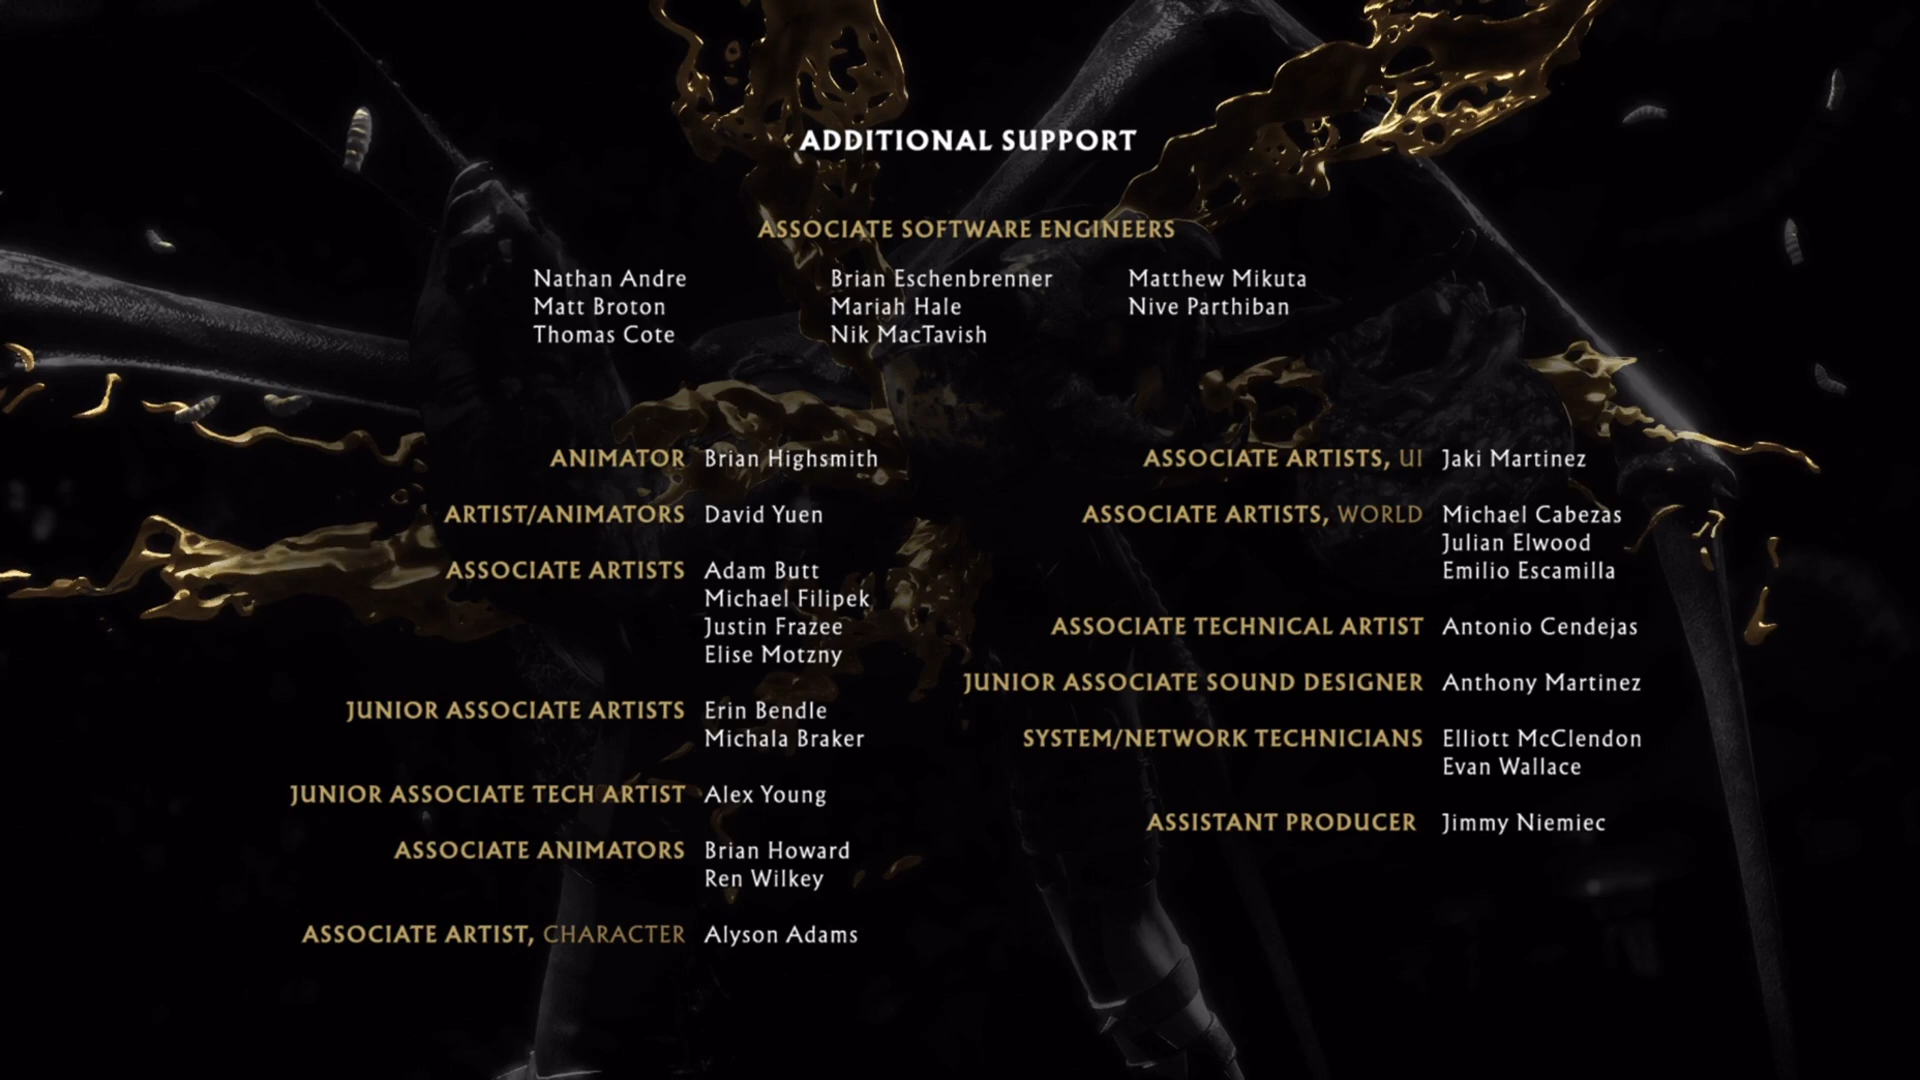 ADDITIONAL SUPPORT
ASSOCIATE SOFTWARE ENGINEERS
Nathan Andre
Matt Broton
Thomas Cote
Brian Eschenbrenner
Mariah Hale
Nik MacTavish
Matthew Mikuta
Nive Parthiban
ANIMATOR Brian Highsmith
ARTIST/ANIMATORS David Yuen
ASSOCIATE ARTISTS Adam Butt
Michael Filipek
Justin Frazee
Elise Motzny
JUNIOR ASSOCIATE ARTISTS Erin Bendle
Michala Braker
JUNIOR ASSOCIATE TECH ARTIST Alex Young
ASSOCIATE ANIMATORS Brian Howard
Ren Wilkey
ASSOCIATE ARTIST, CHARACTER Alyson Adams
ASSOCIATE ARTISTS, UI Jaki Martinez
ASSOCIATE ARTISTS, WORLD Michael Cabezas
Julian Elwood
Emilio Escamilla
ASSOCIATE TECHNICAL ARTIST Antonio Cendejas
JUNIOR ASSOCIATE SOUND DESIGNER Anthony Martinez
SYSTEM/NETWORK TECHNICIANS Elliott McClendon
Evan Wallace
ASSISTANT PRODUCER Jimmy Niemiec